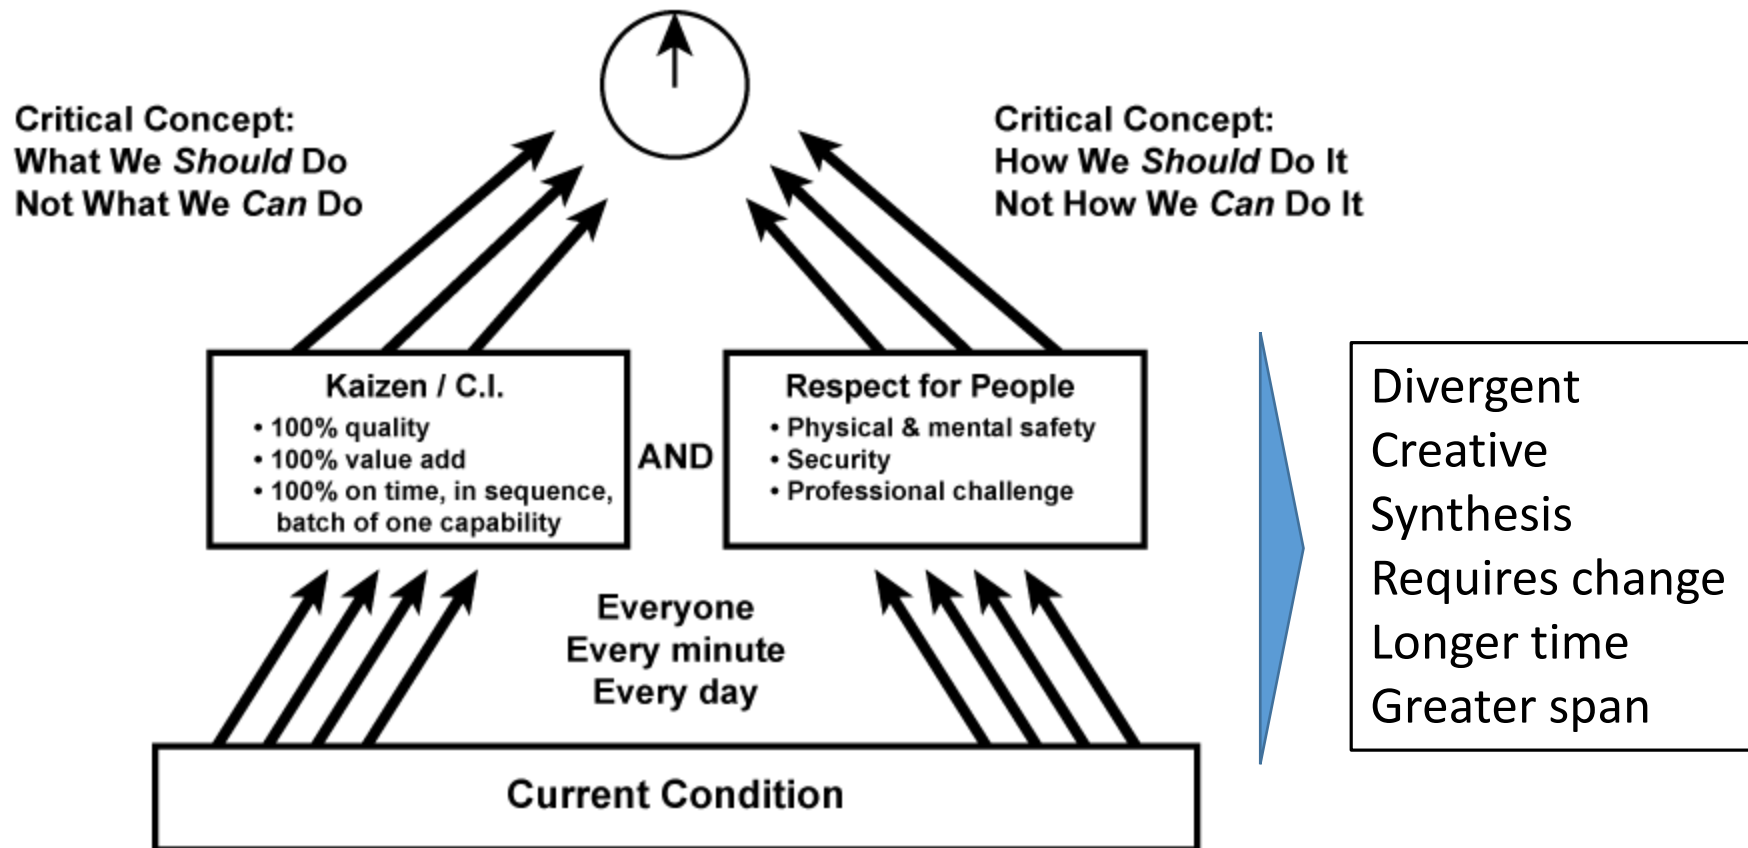 Critical Concept:
What We Should Do
Not What We Can Do
Critical Concept:
How We Should Do It
Not How We Can Do It
Kaizen / C.I.
• 100% quality
• 100% value add
• 100% on time, in sequence,
batch of one capability
AND
Respect for People
• Physical & mental safety
• Security
• Professional challenge
Everyone
Every minute
Every day
Current Condition
Divergent
Creative
Synthesis
Requires change
Longer time
Greater span